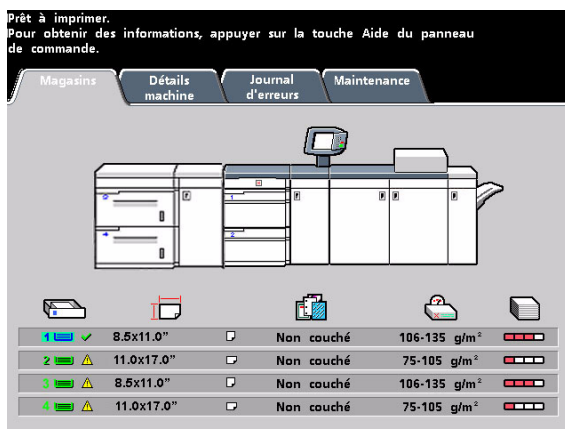 Prêt à imprimer.
Pour obtenir des informations, appuyer sur la touche Aide du panneau
de commande.
Magasins
Détails
machine
Journal
d'erreurs
Maintenance
1
2
1 8.5x11.0” Non couché 106-135 g/m²
2 11.0x17.0” Non couché 75-105 g/m²
3 8.5x11.0” Non couché 106-135 g/m²
4 11.0x17.0” Non couché 75-105 g/m²